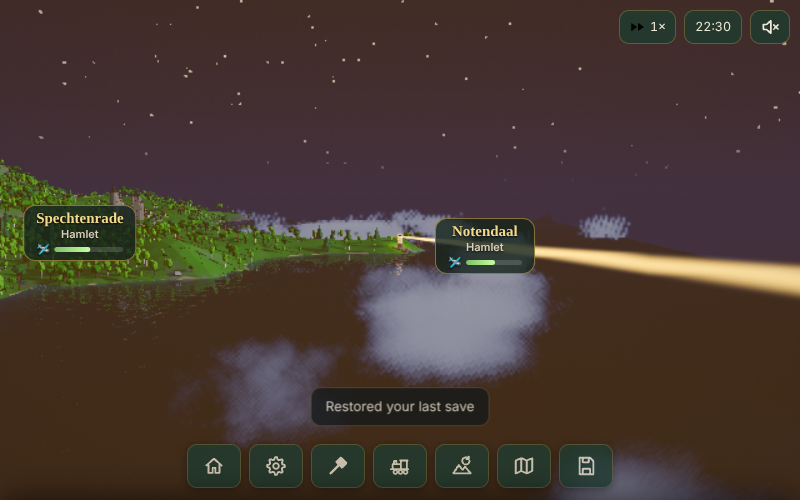 1×
22:30
Spechtenrade
Hamlet
Notendaal
Hamlet
Restored your last save